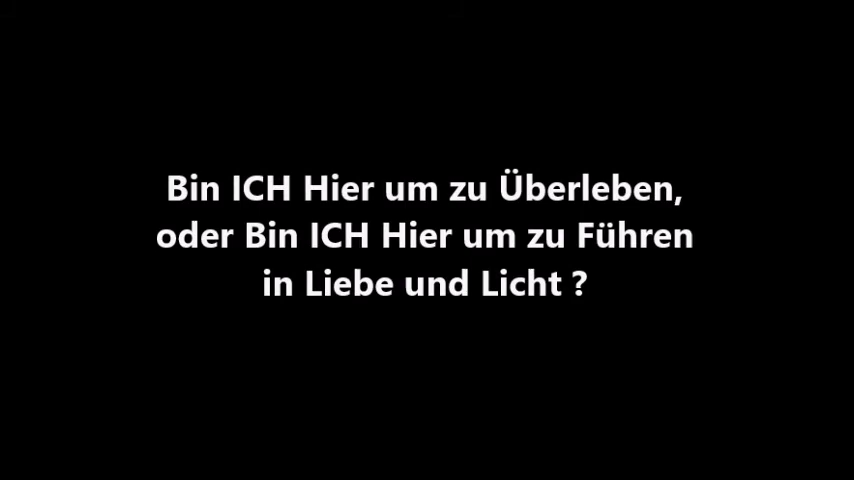 Bin ICH Hier um zu Überleben,
oder Bin ICH Hier um zu Führen
in Liebe und Licht ?